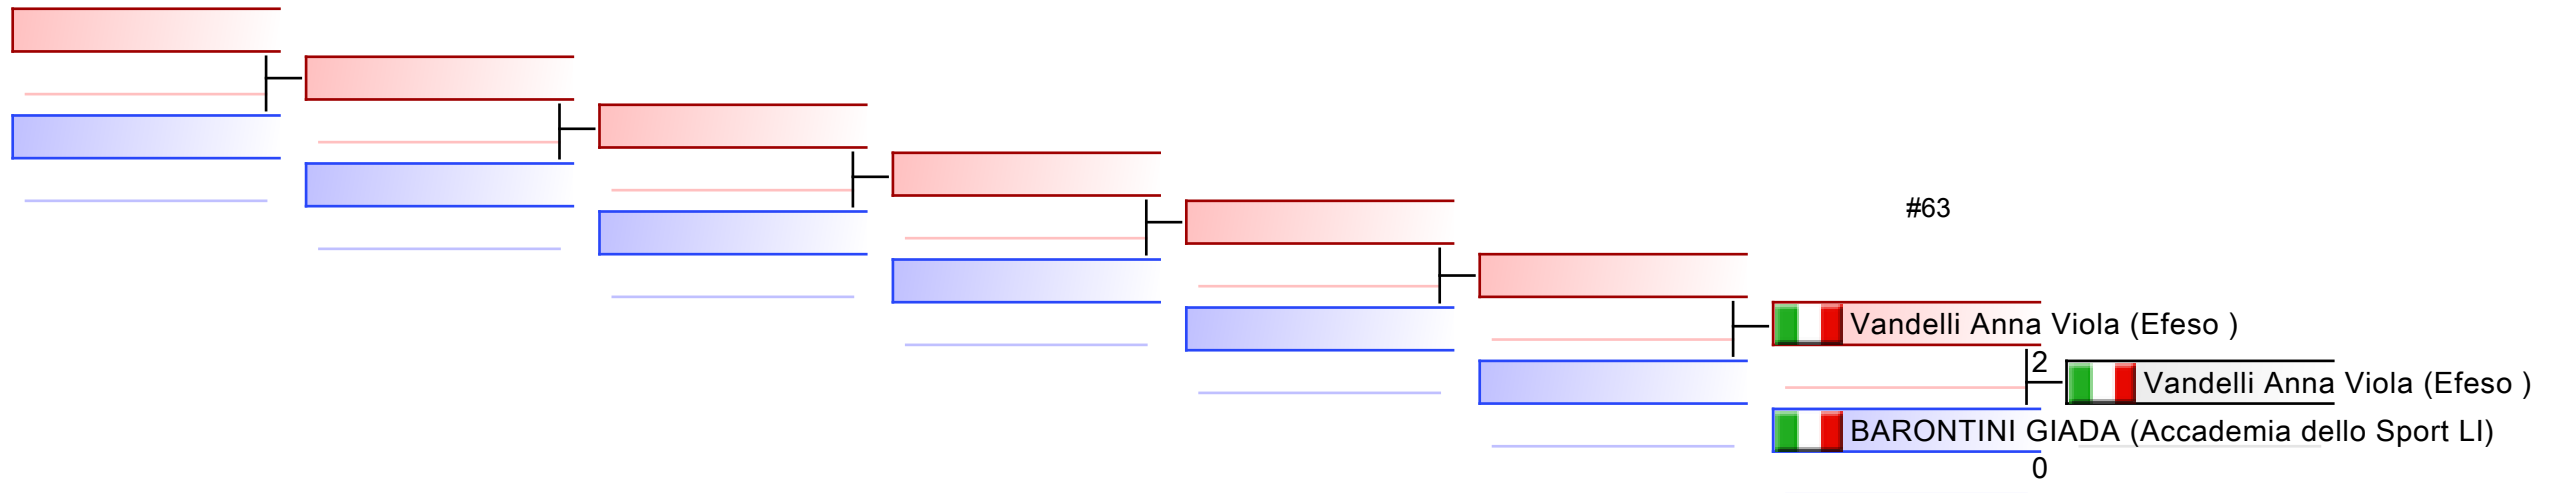 #63
Vandelli Anna Viola (Efeso )
2
Vandelli Anna Viola (Efeso )
BARONTINI GIADA (Accademia dello Sport LI)
0